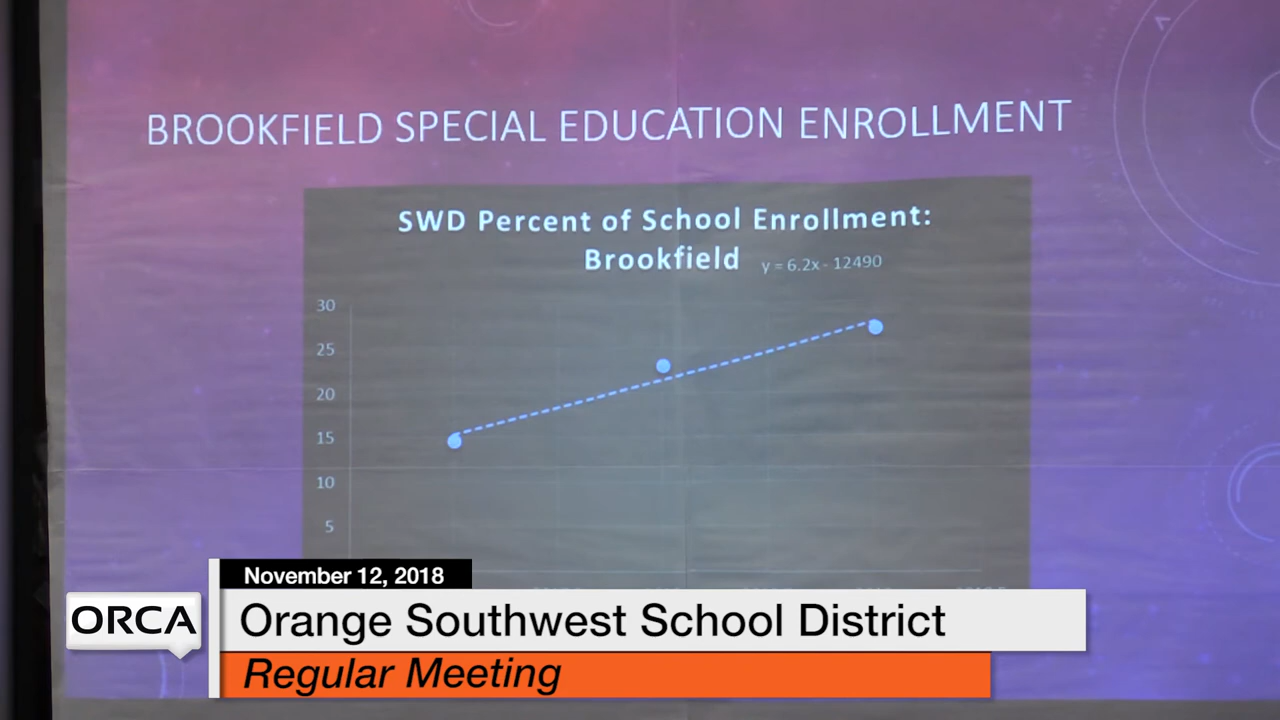 BROOKFIELD SPECIAL EDUCATION ENROLLMENT
SWD Percent of School Enrollment:
Brookfield y = 6.2x - 12490
30
25
20
15
10
5
November 12, 2018
ORCA
Orange Southwest School District
Regular Meeting